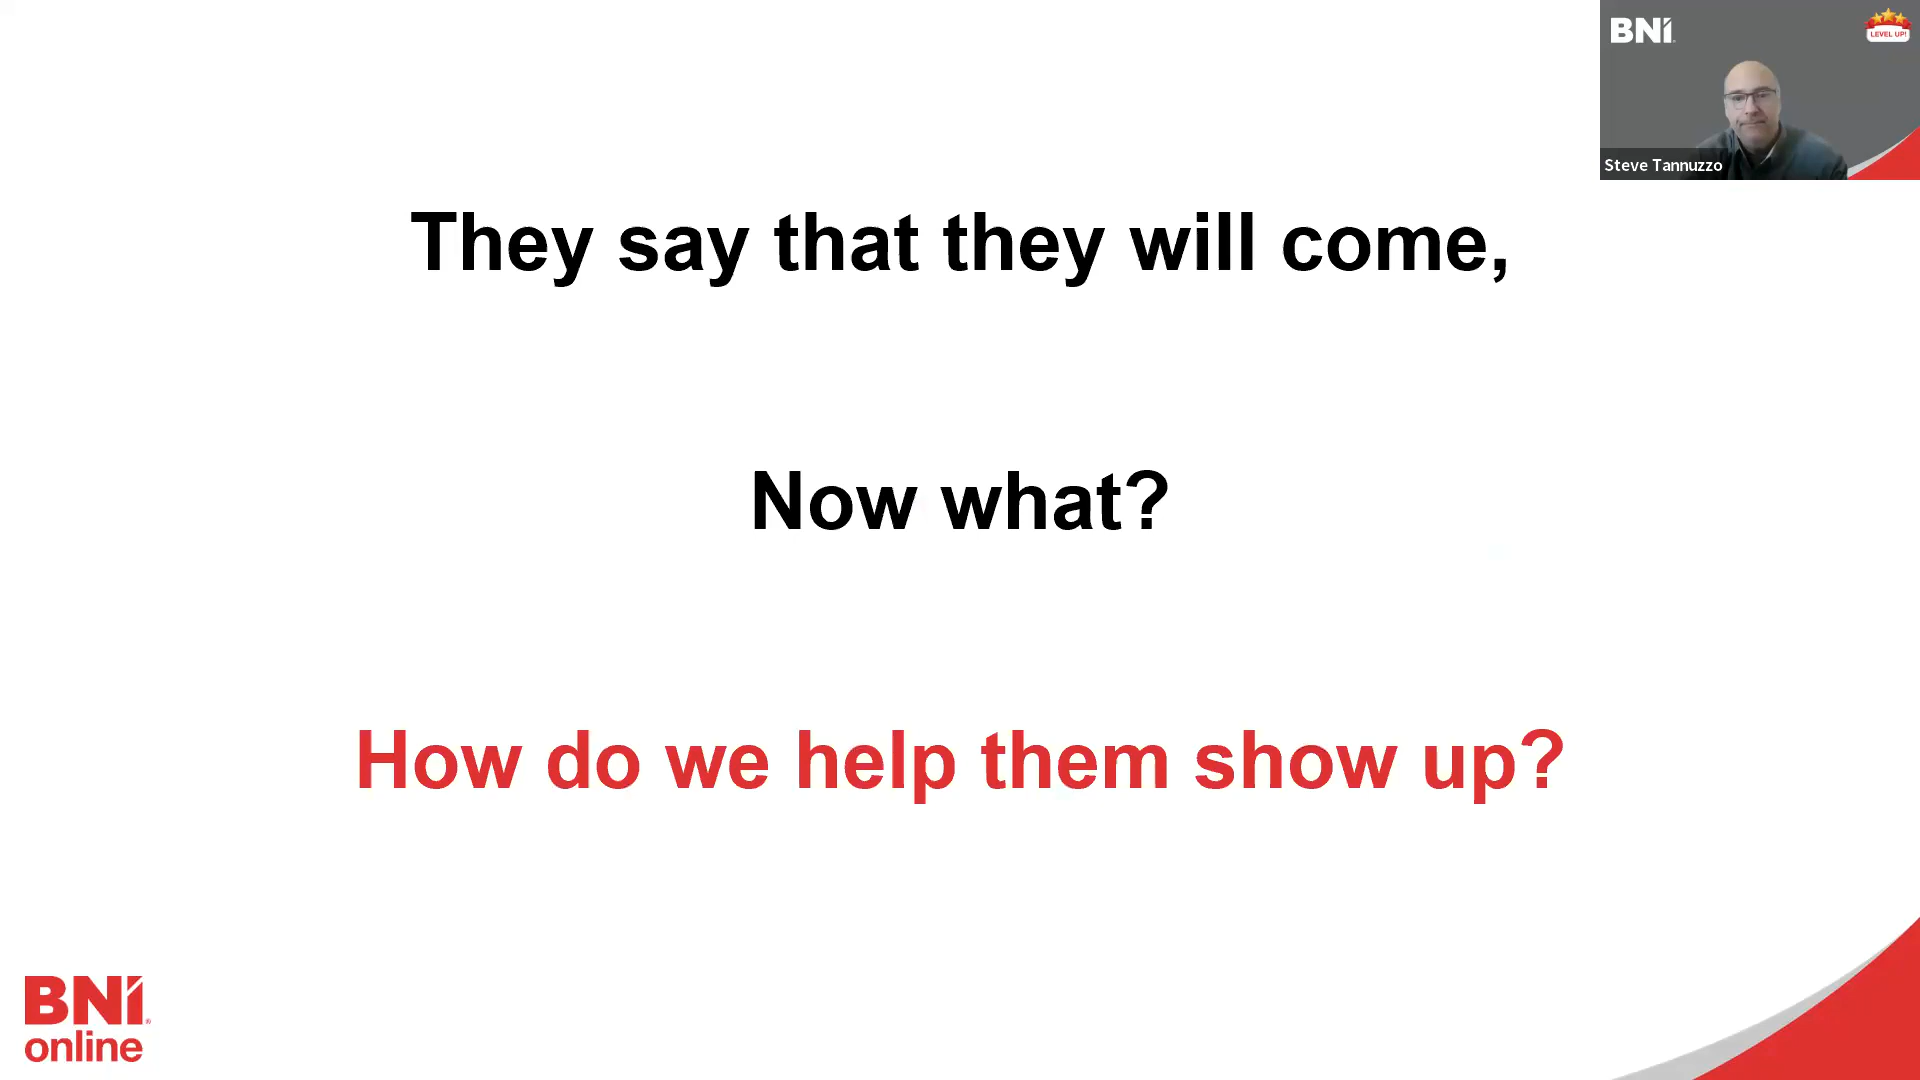 BNI
LEVEL UP!
Steve Tannuzzo
They say that they will come,
Now what?
How do we help them show up?
BNI®
online